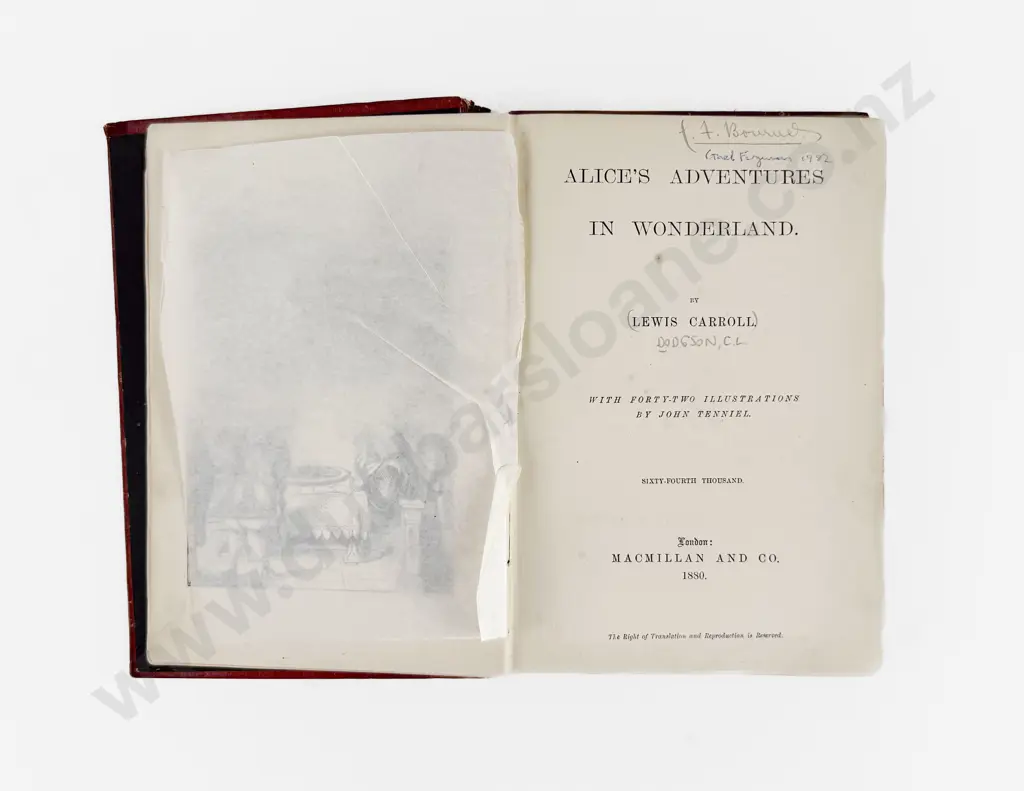 ALICE'S ADVENTURES
IN WONDERLAND.
BY
(LEWIS CARROLL)
DODGSON, C.L.
WITH FORTY-TWO ILLUSTRATIONS
BY JOHN TENNIEL.
SIXTY-FOURTH THOUSAND.
London:
MACMILLAN AND CO.
1880.
The Right of Translation and Reproduction is Reserved.